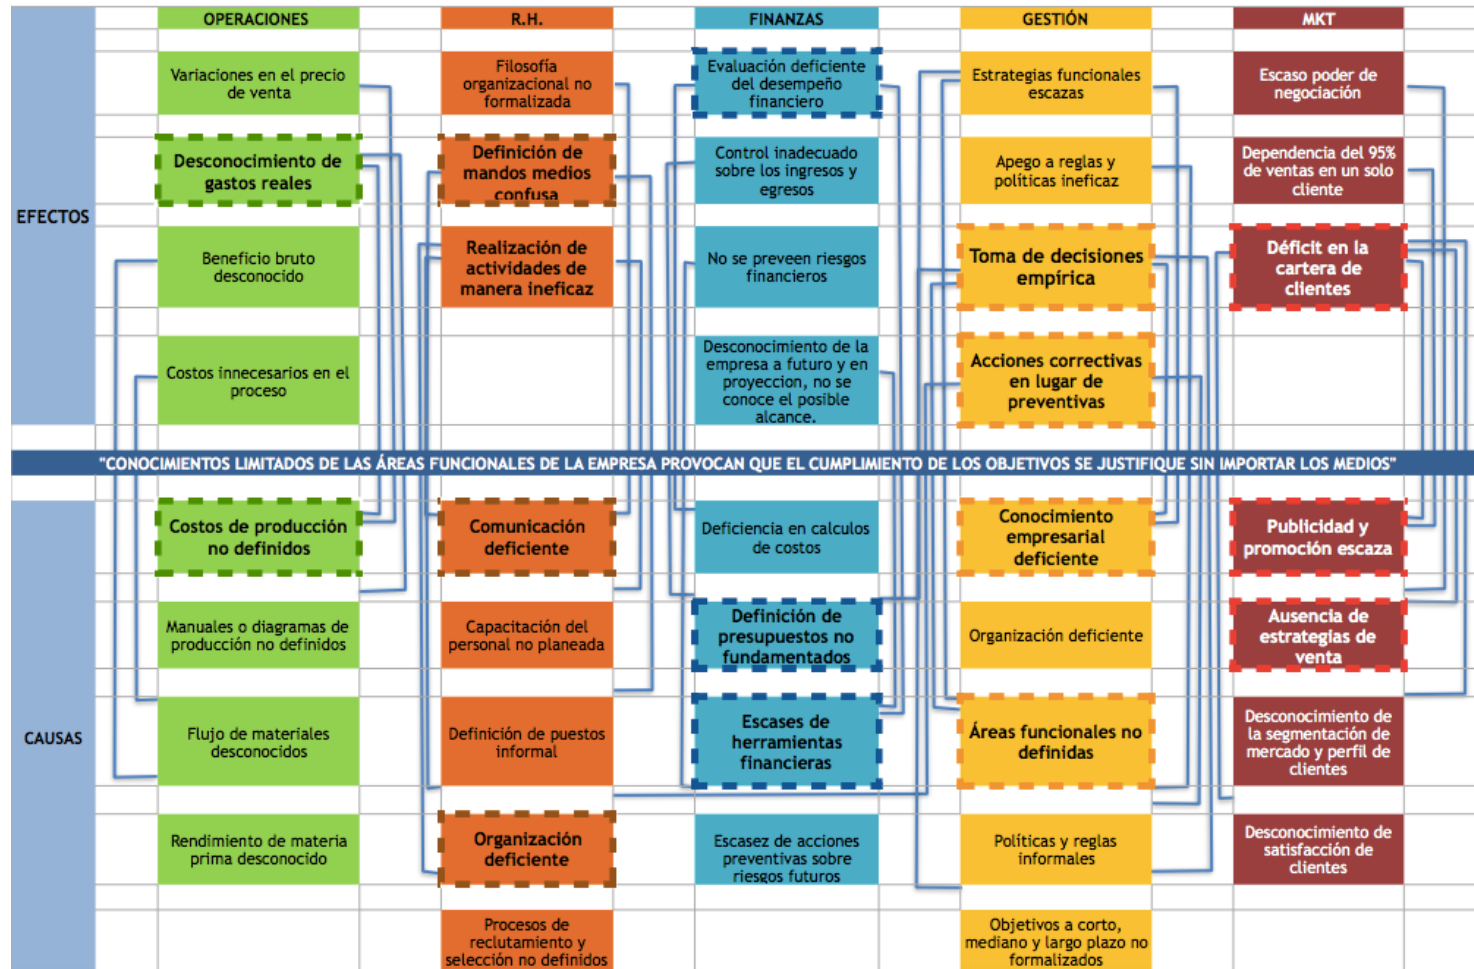 OPERACIONES
R.H.
FINANZAS
GESTIÓN
MKT
EFECTOS
Variaciones en el precio
de venta
Filosofía
organizacional no
formalizada
Evaluación deficiente
del desempeño
financiero
Estrategias funcionales
escazas
Escaso poder de
negociación
Desconocimiento de
gastos reales
Definición de
mandos medios
confusa
Control inadecuado
sobre los ingresos y
egresos
Apego a reglas y
políticas ineficaz
Dependencia del 95%
de ventas en un solo
cliente
Beneficio bruto
desconocido
Realización de
actividades de
manera ineficaz
No se preveen riesgos
financieros
Toma de decisiones
empírica
Déficit en la
cartera de
clientes
Costos innecesarios en el
proceso
Desconocimiento de la
empresa a futuro y en
proyeccion, no se
conoce el posible
alcance.
Acciones correctivas
en lugar de
preventivas
"CONOCIMIENTOS LIMITADOS DE LAS ÁREAS FUNCIONALES DE LA EMPRESA PROVOCAN QUE EL CUMPLIMIENTO DE LOS OBJETIVOS SE JUSTIFIQUE SIN IMPORTAR LOS MEDIOS"
CAUSAS
Costos de producción
no definidos
Comunicación
deficiente
Deficiencia en calculos
de costos
Conocimiento
empresarial
deficiente
Publicidad y
promoción escaza
Manuales o diagramas de
producción no definidos
Capacitación del
personal no planeada
Definición de
presupuestos no
fundamentados
Organización deficiente
Ausencia de
estrategias de
venta
Flujo de materiales
desconocidos
Definición de puestos
informal
Escases de
herramientas
financieras
Áreas funcionales no
definidas
Desconocimiento de
la segmentación de
mercado y perfil de
clientes
Rendimiento de materia
prima desconocido
Organización
deficiente
Escasez de acciones
preventivas sobre
riesgos futuros
Políticas y reglas
informales
Desconocimiento de
satisfacción de
clientes
Procesos de
reclutamiento y
selección no definidos
Objetivos a corto,
mediano y largo plazo no
formalizados